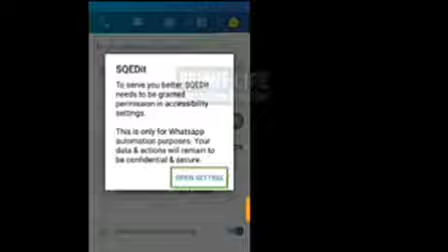 SQEDit
To serve you better SQEDit
needs to be granted
permission in accessibility
settings.
This is only for Whatsapp
automation purposes. Your
data & actions will remain to
be confidential & secure.
OPEN SETTING